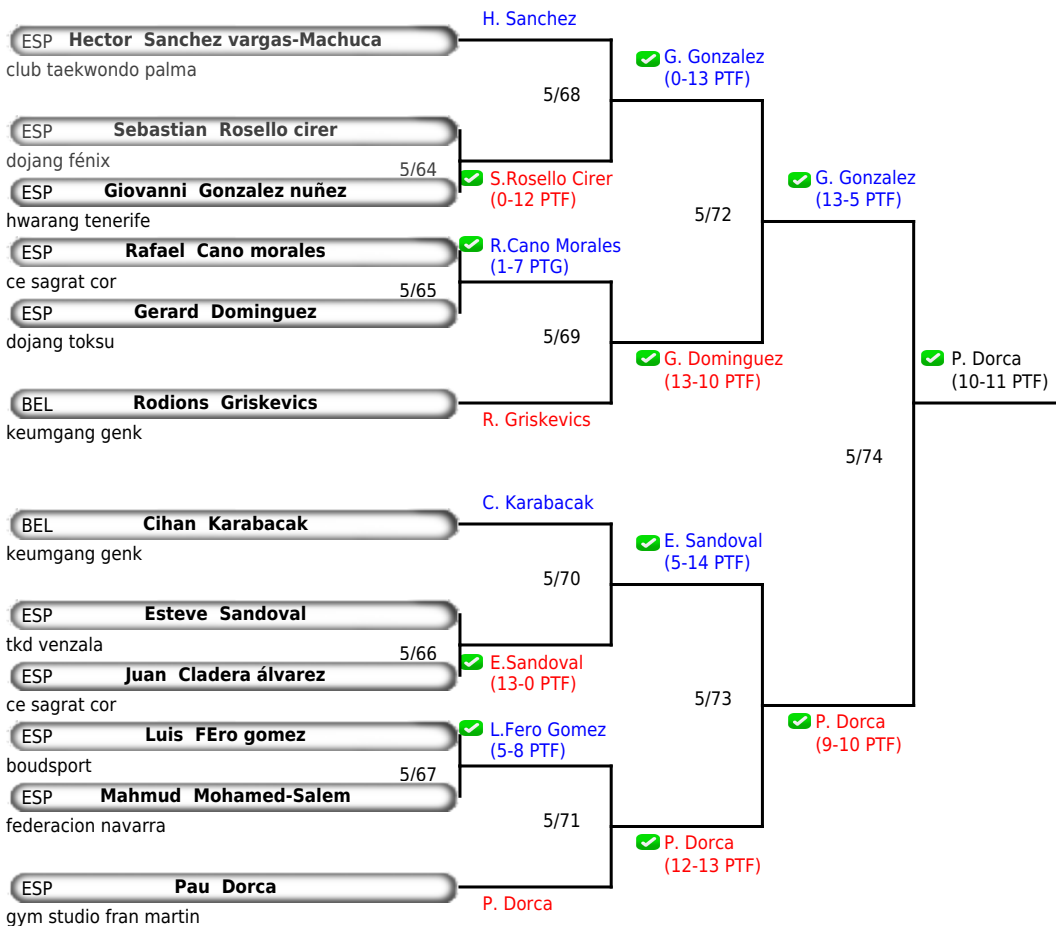 H. Sanchez
ESP Hector Sanchez vargas-Machuca
club taekwondo palma
G. Gonzalez
(0-13 PTF)
5/68
ESP Sebastian Rosello cirer
dojang fénix
5/64
S.Rosello Cirer
(0-12 PTF)
ESP Giovanni Gonzalez nuñez
hwarang tenerife
G. Gonzalez
(13-5 PTF)
5/72
ESP Rafael Cano morales
ce sagrat cor
R.Cano Morales
(1-7 PTG)
5/65
ESP Gerard Dominguez
dojang toksu
5/69
G. Dominguez
(13-10 PTF)
P. Dorca
(10-11 PTF)
BEL Rodions Griskevics
keumgang genk
R. Griskevics
5/74
C. Karabacak
BEL Cihan Karabacak
keumgang genk
E. Sandoval
(5-14 PTF)
5/70
ESP Esteve Sandoval
tkd venzala
5/66
E.Sandoval
(13-0 PTF)
ESP Juan Cladera álvarez
ce sagrat cor
5/73
P. Dorca
(9-10 PTF)
ESP Luis FEro gomez
boudsport
L.Fero Gomez
(5-8 PTF)
5/67
ESP Mahmud Mohamed-Salem
federacion navarra
5/71
P. Dorca
(12-13 PTF)
ESP Pau Dorca
gym studio fran martin
P. Dorca